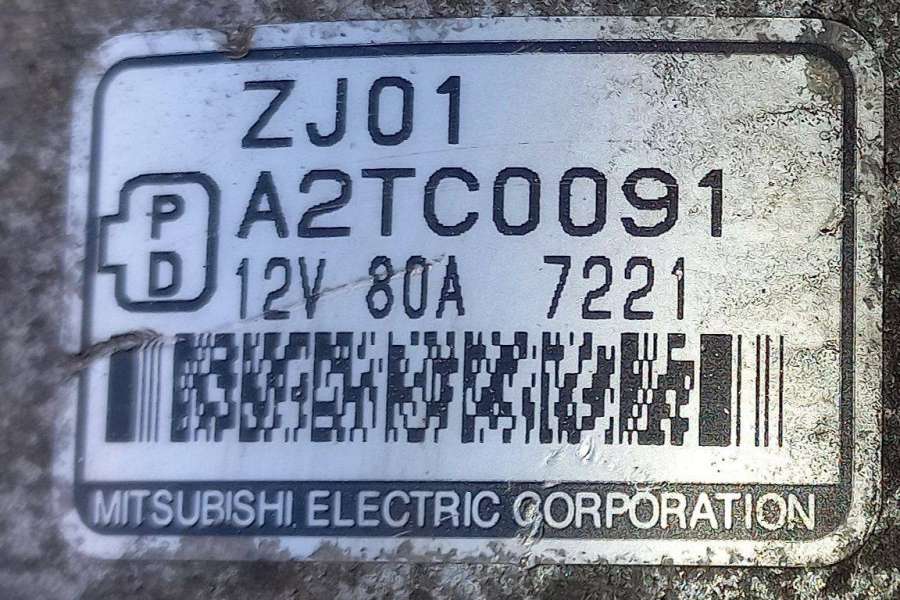 ZJ01
A2TC0091
P
D
12V 80A 7221
MITSUBISHI ELECTRIC CORPORATION